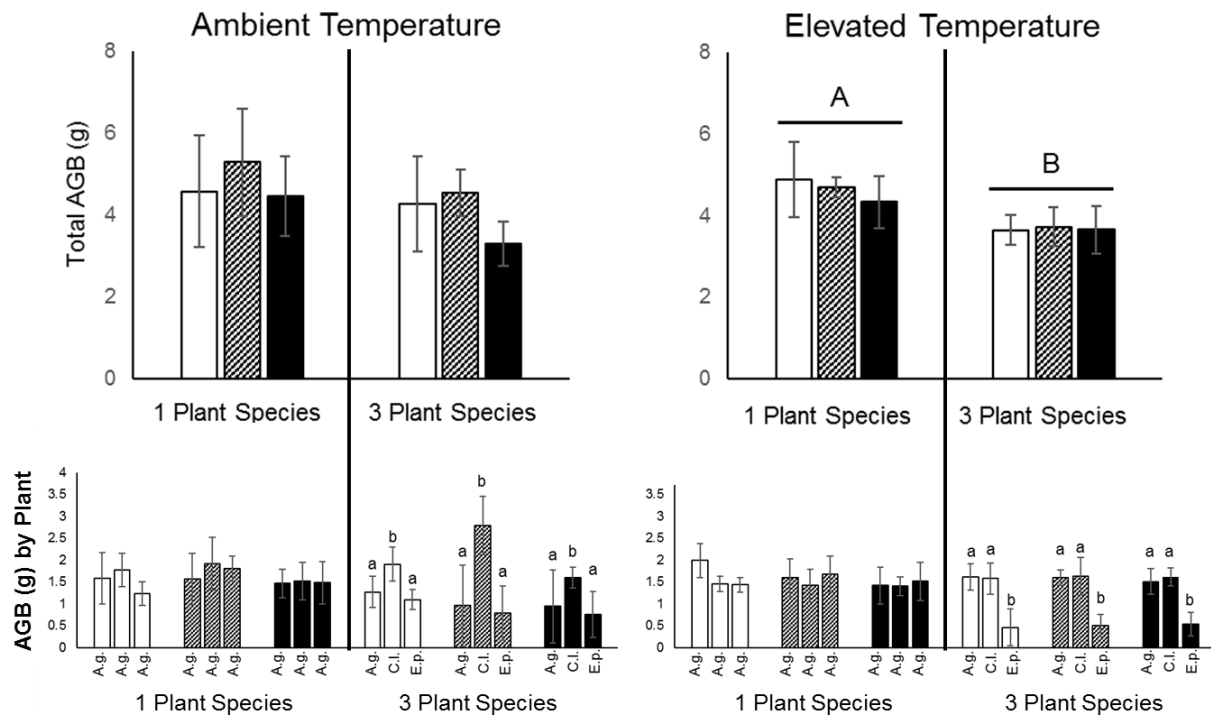 Ambient Temperature
Elevated Temperature
Total AGB (g)
8
6
4
2
0
1 Plant Species
3 Plant Species
8
6
4
2
0
A
B
1 Plant Species
3 Plant Species
AGB (g) by Plant
4
3.5
3
2.5
2
1.5
1
0.5
0
a b a a b a a b a
A.g. A.g. A.g. A.g. A.g. A.g. A.g. A.g. A.g. A.g. C.l. E.p. A.g. C.l. E.p. A.g. C.l. E.p.
1 Plant Species
3 Plant Species
3.5
3
2.5
2
1.5
1
0.5
0
a a b a a b a a b
A.g. A.g. A.g. A.g. A.g. A.g. A.g. A.g. A.g. A.g. C.l. E.p. A.g. C.l. E.p. A.g. C.l. E.p.
1 Plant Species
3 Plant Species